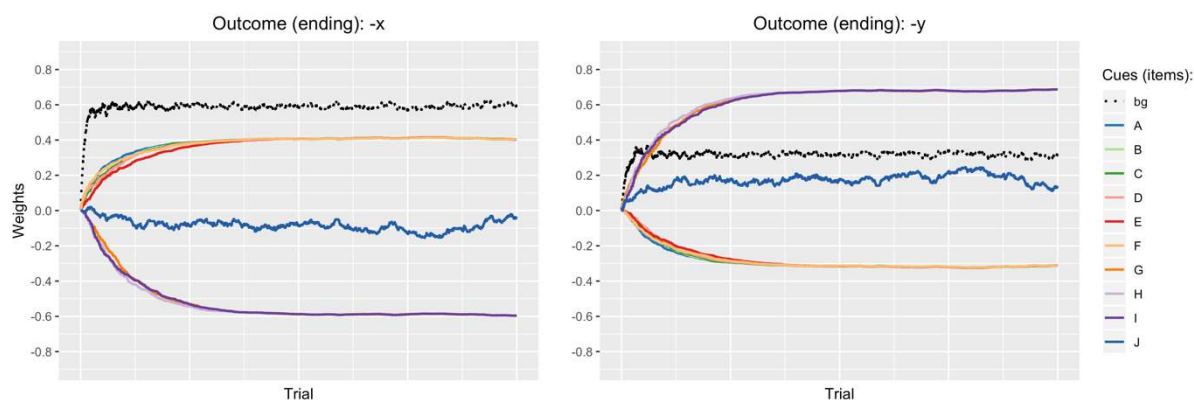 Outcome (ending): -x
Outcome (ending): -y
Weights
0.8
0.6
0.4
0.2
0.0
-0.2
-0.4
-0.6
-0.8
Trial
0.8
0.6
0.4
0.2
0.0
-0.2
-0.4
-0.6
-0.8
Trial
Cues (items):
bg
A
B
C
D
E
F
G
H
I
J